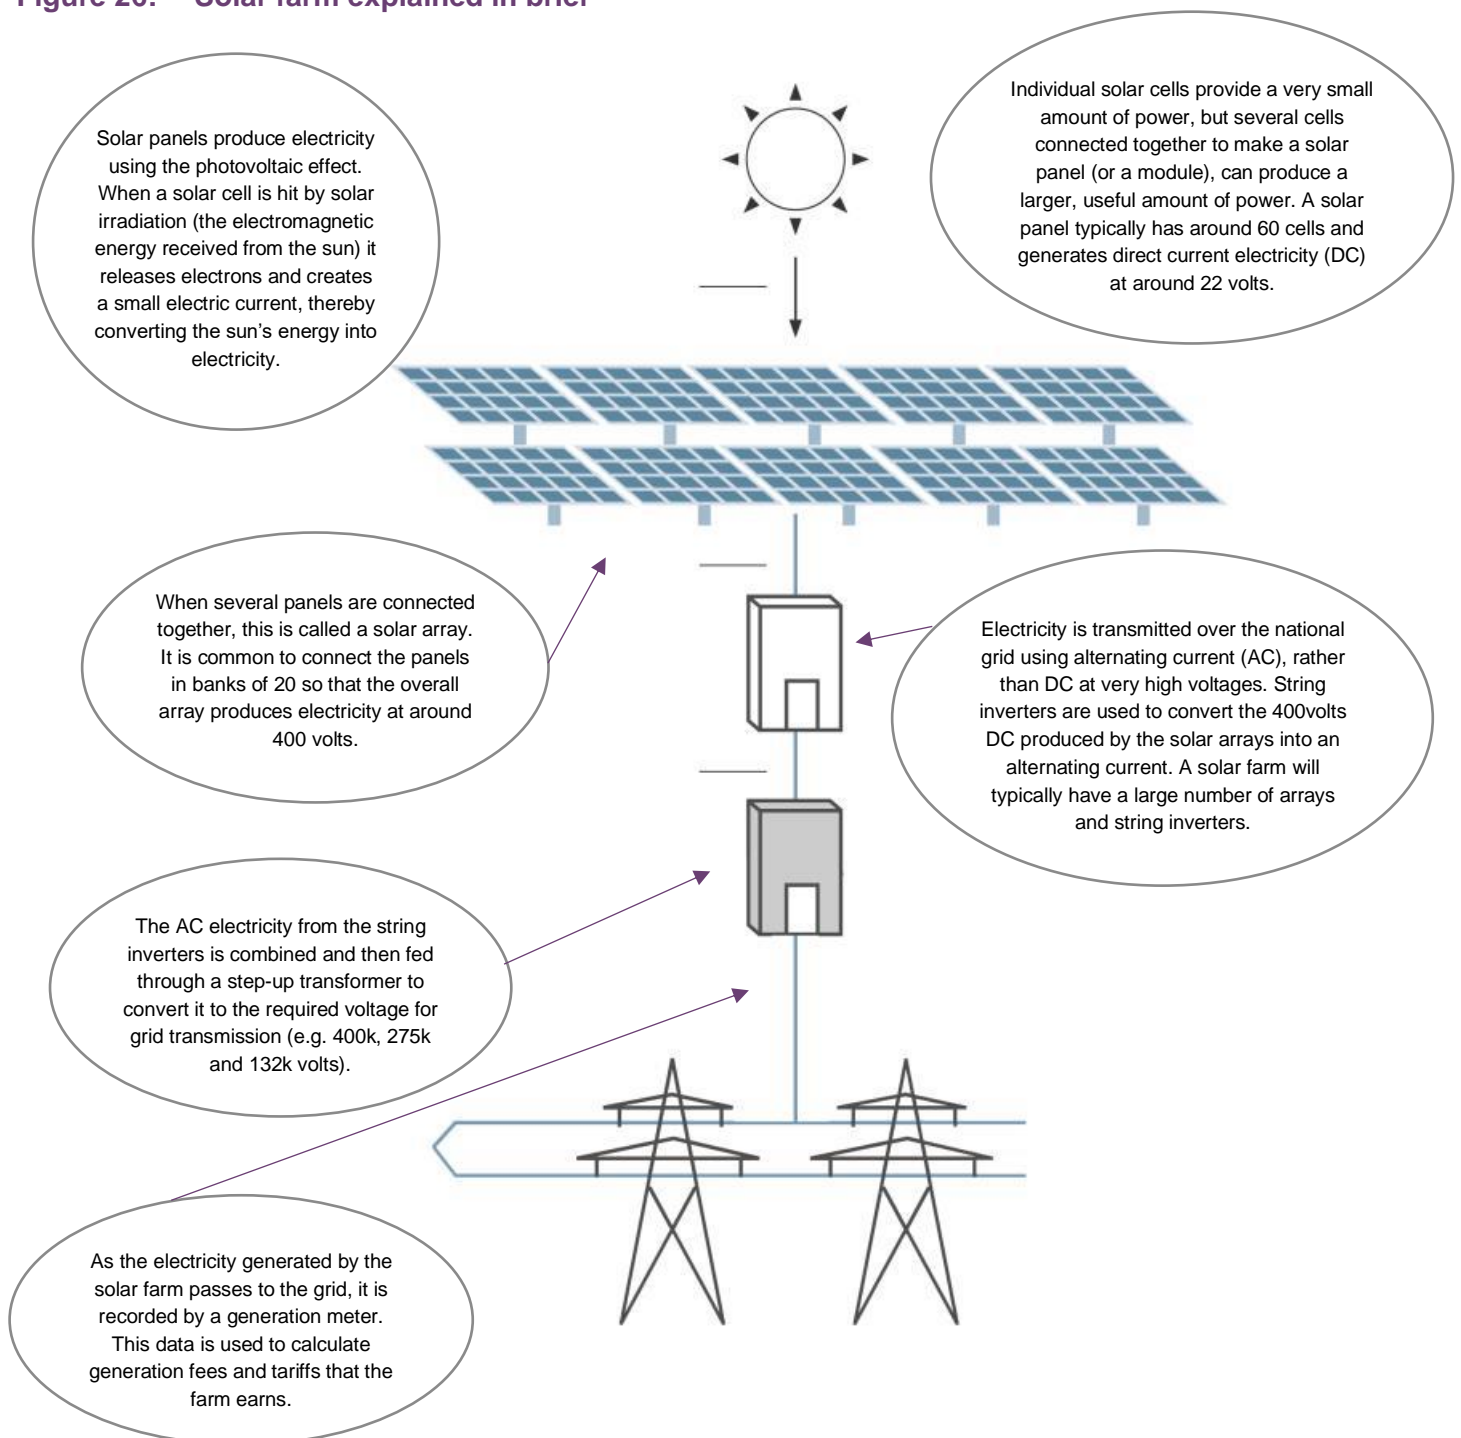 Figure 26: Solar farm explained in brief
Solar panels produce electricity
using the photovoltaic effect.
When a solar cell is hit by solar
irradiation (the electromagnetic
energy received from the sun) it
releases electrons and creates
a small electric current, thereby
converting the sun’s energy into
electricity.
Individual solar cells provide a very small
amount of power, but several cells
connected together to make a solar
panel (or a module), can produce a
larger, useful amount of power. A solar
panel typically has around 60 cells and
generates direct current electricity (DC)
at around 22 volts.
When several panels are connected
together, this is called a solar array.
It is common to connect the panels
in banks of 20 so that the overall
array produces electricity at around
400 volts.
Electricity is transmitted over the national
grid using alternating current (AC), rather
than DC at very high voltages. String
inverters are used to convert the 400volts
DC produced by the solar arrays into an
alternating current. A solar farm will
typically have a large number of arrays
and string inverters.
The AC electricity from the string
inverters is combined and then fed
through a step-up transformer to
convert it to the required voltage for
grid transmission (e.g. 400k, 275k
and 132k volts).
As the electricity generated by the
solar farm passes to the grid, it is
recorded by a generation meter.
This data is used to calculate
generation fees and tariffs that the
farm earns.